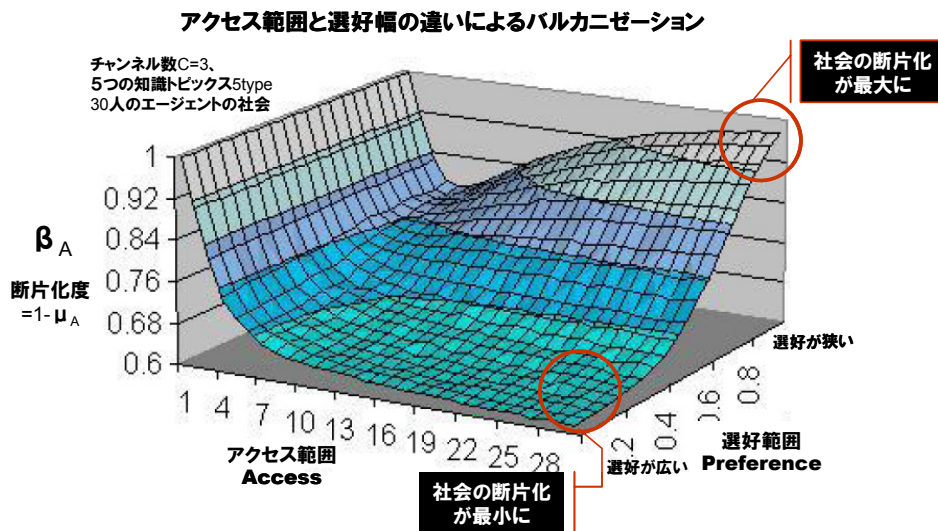 アクセス範囲と選好幅の違いによるバルカニゼーション
チャンネル数C=3、
5つの知識トピックス5type
30人のエージェントの社会
社会の断片化
が最大に
1
0.92
0.84
0.76
0.68
0.6
βA
断片化度
=1-μA
1 4 7 10 13 16 19 22 25 28
アクセス範囲
Access
.2 0.4 0.6 0.8
選好が狭い
選好が広い
選好範囲
Preference
社会の断片化
が最小に